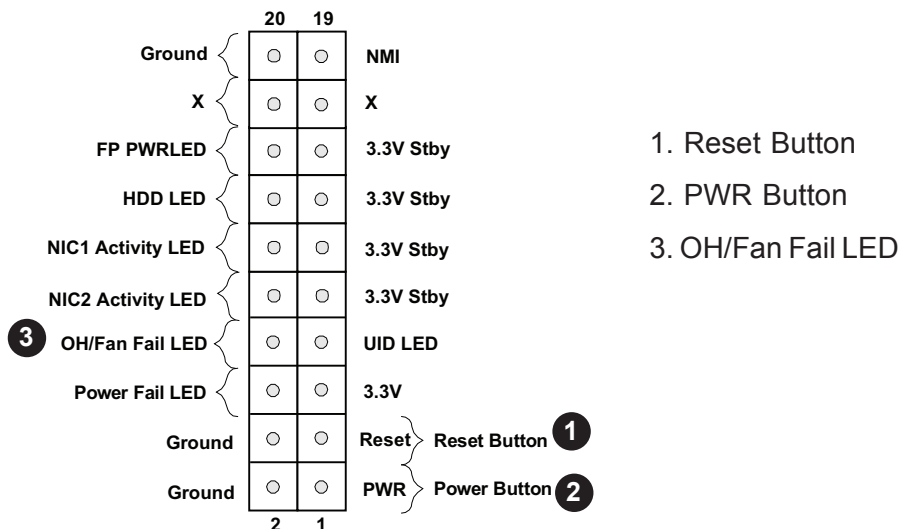 20 19
Ground NMI
X X
FP PWRLED 3.3V Stby
HDD LED 3.3V Stby
NIC1 Activity LED 3.3V Stby
NIC2 Activity LED 3.3V Stby
3 OH/Fan Fail LED UID LED
Power Fail LED 3.3V
Ground Reset Reset Button 1
Ground PWR Power Button 2
2 1
1. Reset Button
2. PWR Button
3. OH/Fan Fail LED